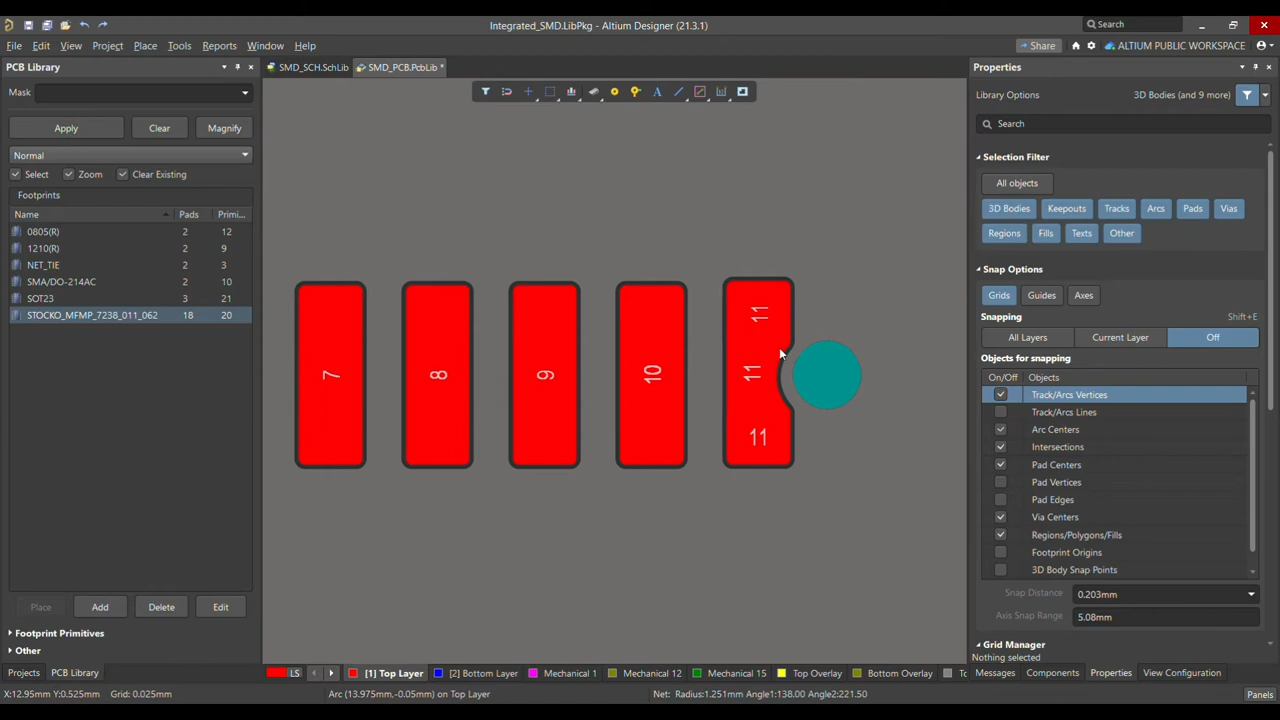 Integrated_SMD.LibPkg - Altium Designer (21.3.1)
Search
File Edit View Project Place Tools Reports Window Help
Share
ALTIUM PUBLIC WORKSPACE
PCB Library
SMD_SCH.SchLib
SMD_PCB.PcbLib *
Properties
Mask
Library Options
3D Bodies (and 9 more)
Apply Clear Magnify
Search
Normal
Select Zoom Clear Existing
Selection Filter
Footprints
All objects
Name Pads Primi...
0805(R) 2 12
1210(R) 2 9
NET_TIE 2 3
SMA/DO-214AC 2 10
SOT23 3 21
STOCKO_MFMP_7238_011_062 18 20
3D Bodies Keepouts Tracks Arcs Pads Vias
Regions Fills Texts Other
Snap Options
Grids Guides Axes
Snapping Shift+E
All Layers Current Layer Off
Objects for snapping
On/Off Objects
Track/Arcs Vertices
Track/Arcs Lines
Arc Centers
Intersections
Pad Centers
Pad Vertices
Pad Edges
Via Centers
Regions/Polygons/Fills
Footprint Origins
3D Body Snap Points
Snap Distance 0.203mm
Axis Snap Range 5.08mm
Grid Manager
Nothing selected
11
7 8 9 10 11
11
Place Add Delete Edit
Footprint Primitives
Other
Projects PCB Library
LS [1] Top Layer [2] Bottom Layer Mechanical 1 Mechanical 12 Mechanical 15 Top Overlay Bottom Overlay To
Messages Components Properties View Configuration
X:12.95mm Y:0.525mm Grid: 0.025mm Arc (13.975mm,-0.05mm) on Top Layer Net: Radius:1.251mm Angle1:138.00 Angle2:221.50 Panels